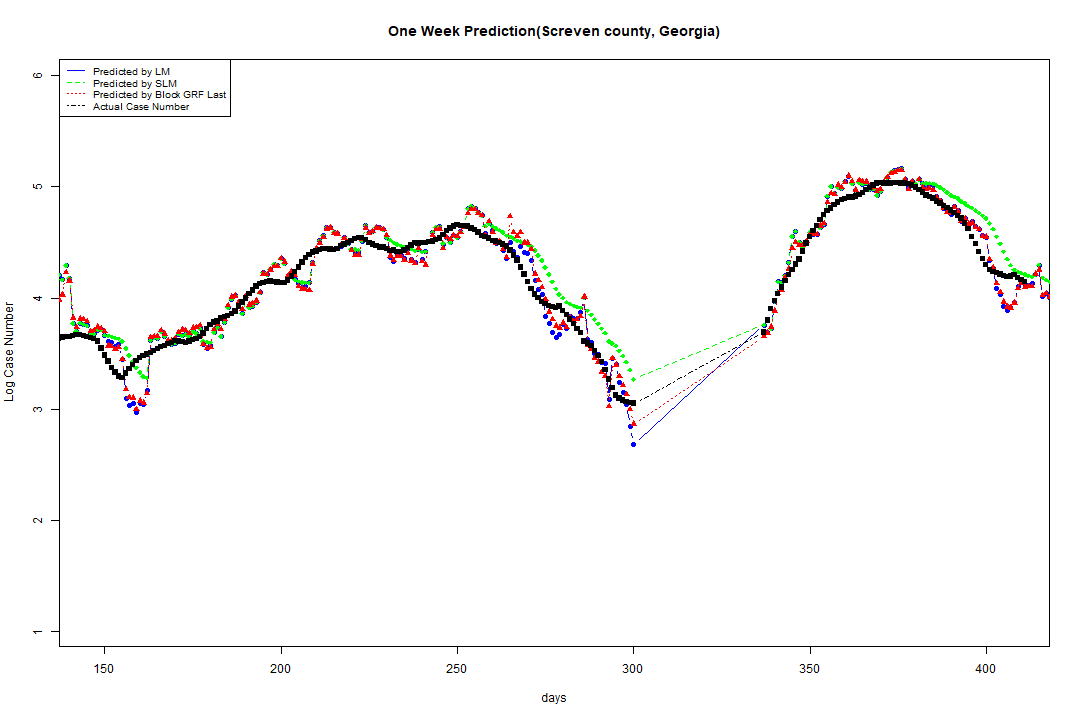 One Week Prediction(Screven county, Georgia)
Predicted by LM
Predicted by SLM
Predicted by Block GRF Last
Actual Case Number
6
5
4
3
2
1
Log Case Number
150 200 250 300 350 400
days